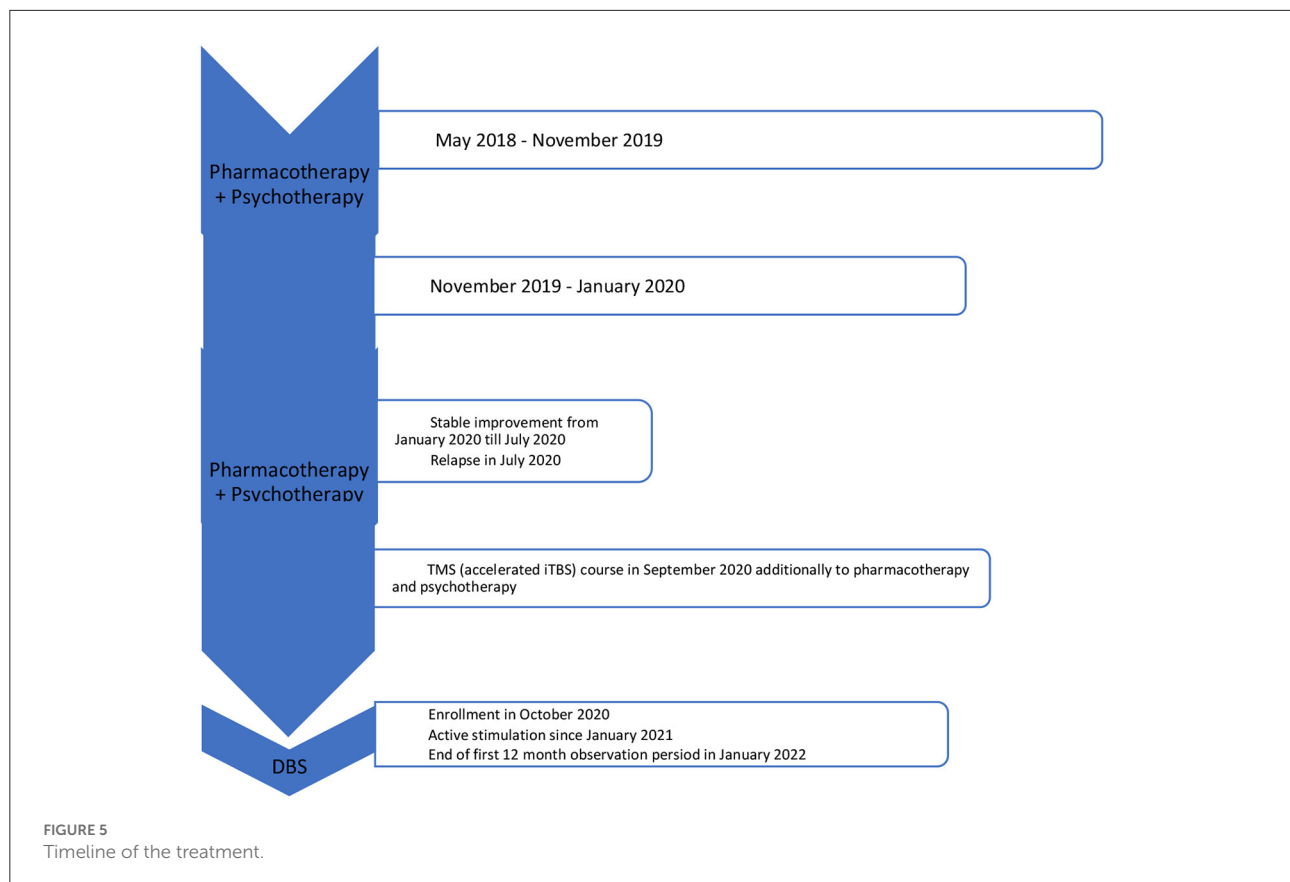 Pharmacotherapy
+ Psychotherapy
May 2018 - November 2019
November 2019 - January 2020
Pharmacotherapy
+ Psychotherapy
Stable improvement from
January 2020 till July 2020
Relapse in July 2020
TMS (accelerated iTBS) course in September 2020 additionally to pharmacotherapy
and psychotherapy
DBS
Enrollment in October 2020
Active stimulation since January 2021
End of first 12 month observation persiod in January 2022
FIGURE 5
Timeline of the treatment.